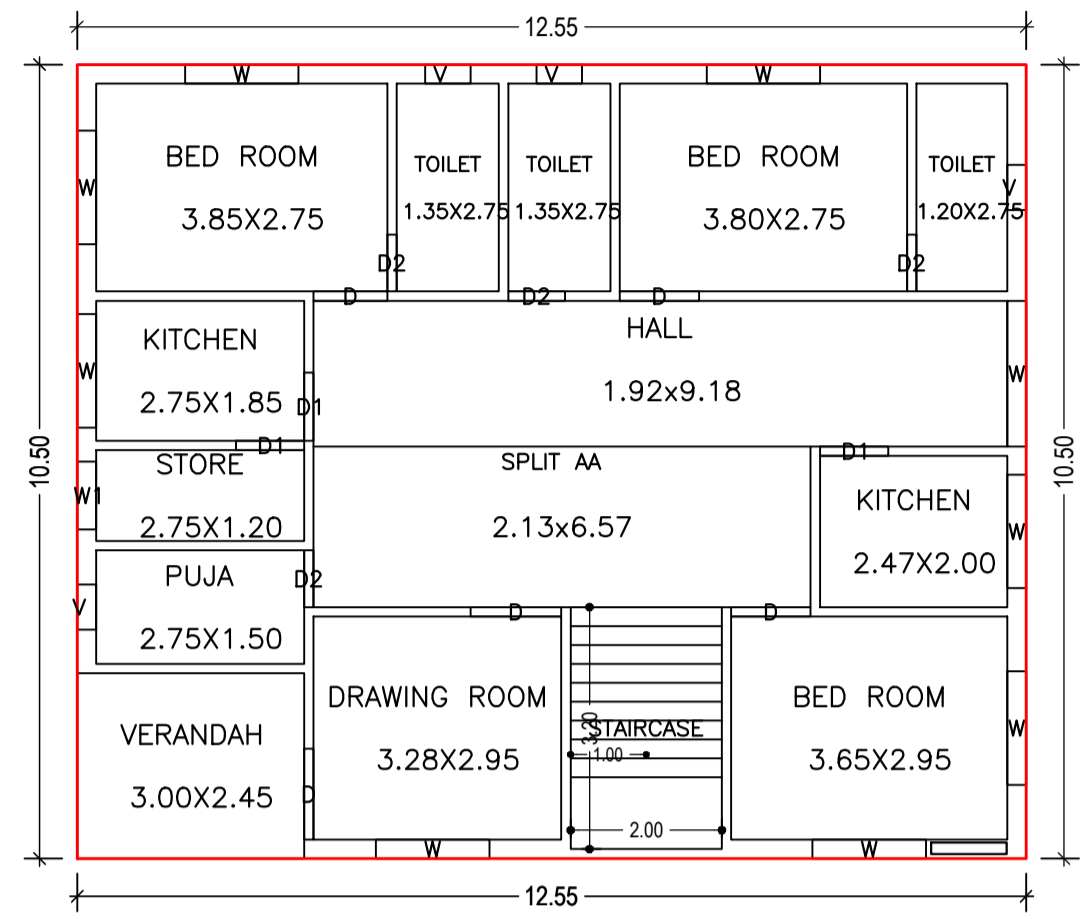 12.55
W
V
V
W
BED ROOM
3.85X2.75
TOILET
1.35X2.75
TOILET
1.35X2.75
BED ROOM
3.80X2.75
TOILET
1.20X2.75
W
V
D2
D2
D
D2
D
KITCHEN
2.75X1.85
HALL
1.92x9.18
W
W
D1
D1
D1
10.50
10.50
STORE
2.75X1.20
W1
SPLIT AA
2.13x6.57
KITCHEN
2.47X2.00
W
PUJA
2.75X1.50
V
D2
D
D
VERANDAH
3.00X2.45
D
DRAWING ROOM
3.28X2.95
STAIRCASE
3.20
1.00
2.00
BED ROOM
3.65X2.95
W
W
W
12.55